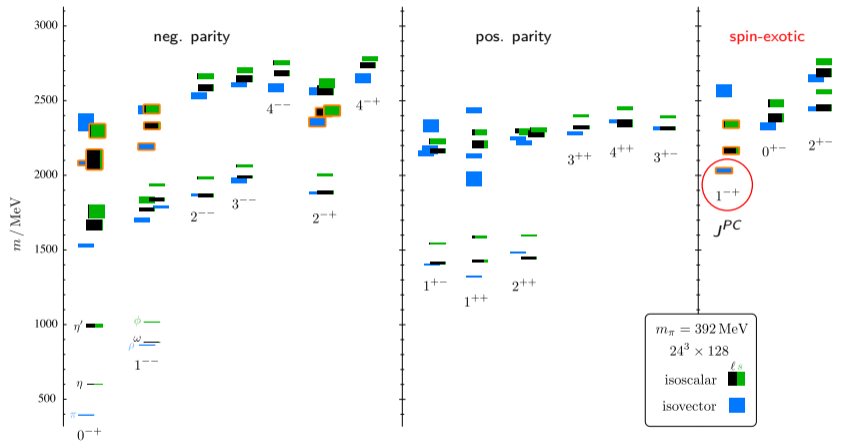 neg. parity
pos. parity
spin-exotic
3000
2500
2000
1500
1000
500
m / MeV
4⁻⁻
4⁻⁺
2⁻⁻
3⁻⁻
2⁻⁺
η′
ϕ
ω
ρ
1⁻⁻
η
π
0⁻⁺
3⁺⁺
4⁺⁺
3⁺⁻
1⁺⁻
1⁺⁺
2⁺⁺
0⁺⁻
2⁺⁻
1⁻⁺
J^PC
m_π = 392 MeV
24³ × 128
ℓ s
isoscalar
isovector